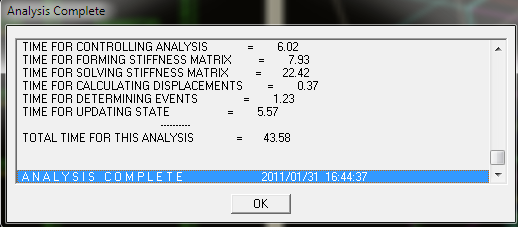 Analysis Complete
TIME FOR CONTROLLING ANALYSIS = 6.02
TIME FOR FORMING STIFFNESS MATRIX = 7.93
TIME FOR SOLVING STIFFNESS MATRIX = 22.42
TIME FOR CALCULATING DISPLACEMENTS = 0.37
TIME FOR DETERMINING EVENTS = 1.23
TIME FOR UPDATING STATE = 5.57
----------
TOTAL TIME FOR THIS ANALYSIS = 43.58
A N A L Y S I S C O M P L E T E 2011/01/31 16:44:37
OK